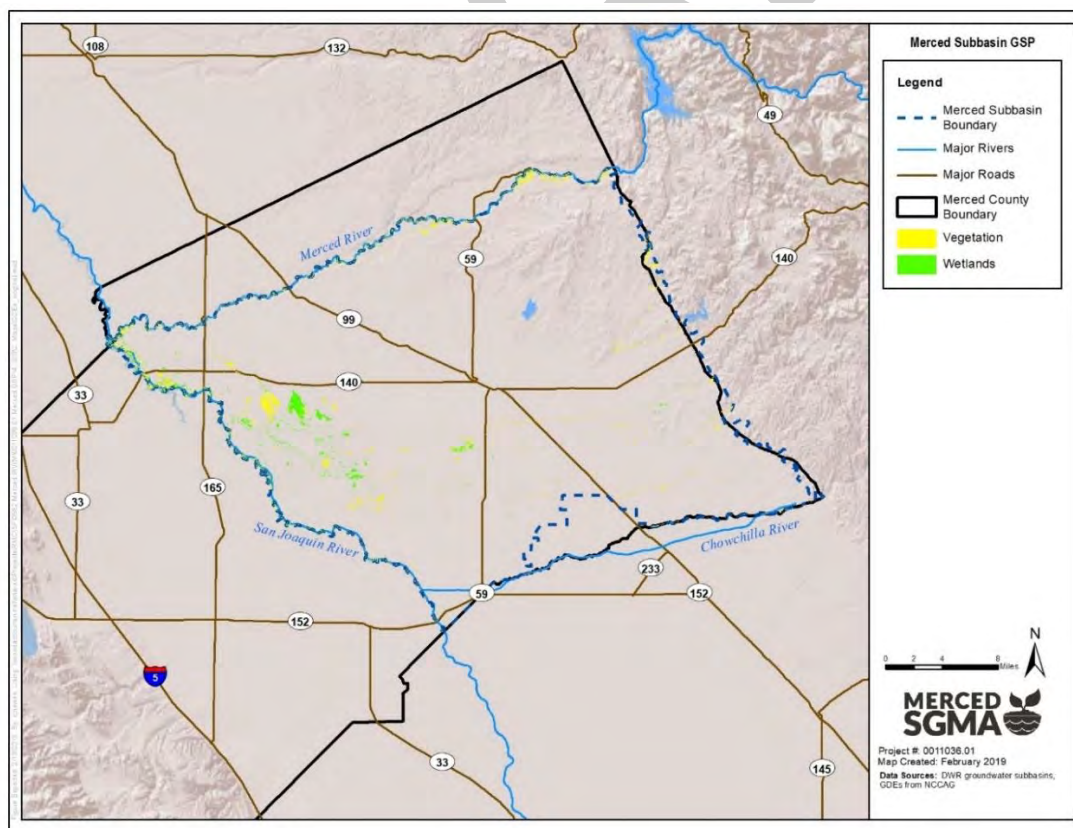 108
132
49
Merced River
59
140
99
33
140
165
33
San Joaquin River
Chowchilla River
233
59
152
152
5
33
145
Merced Subbasin GSP
Legend
Merced Subbasin
Boundary
Major Rivers
Major Roads
Merced County
Boundary
Vegetation
Wetlands
N
0 2 4 8
Miles
MERCED
SGMA
Project #: 0011036.01
Map Created: February 2019
Data Sources: DWR groundwater subbasins,
GDEs from NCCAG